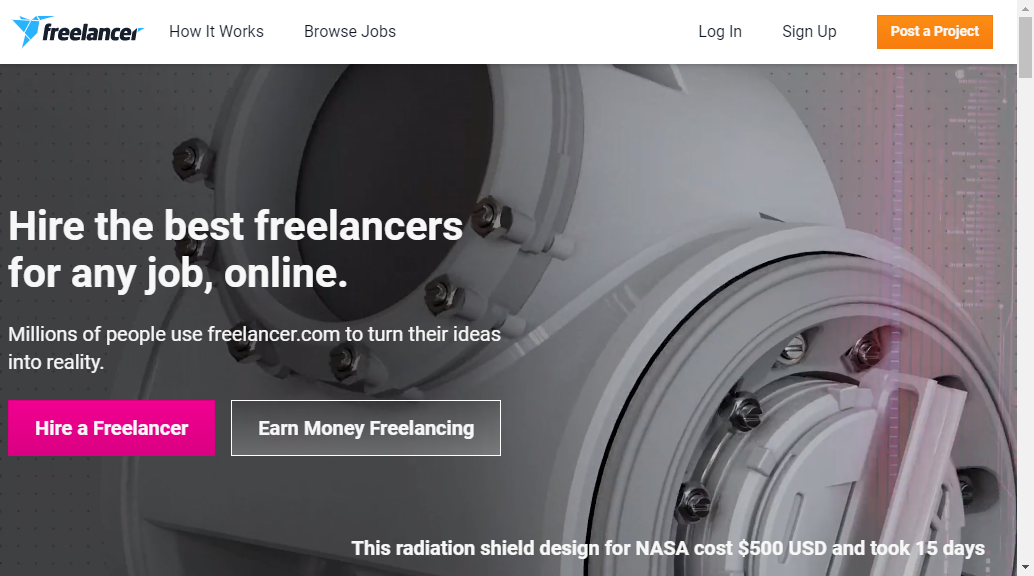 freelancer
How It Works
Browse Jobs
Log In
Sign Up
Post a Project
Hire the best freelancers
for any job, online.
Millions of people use freelancer.com to turn their ideas
into reality.
Hire a Freelancer
Earn Money Freelancing
This radiation shield design for NASA cost $500 USD and took 15 days